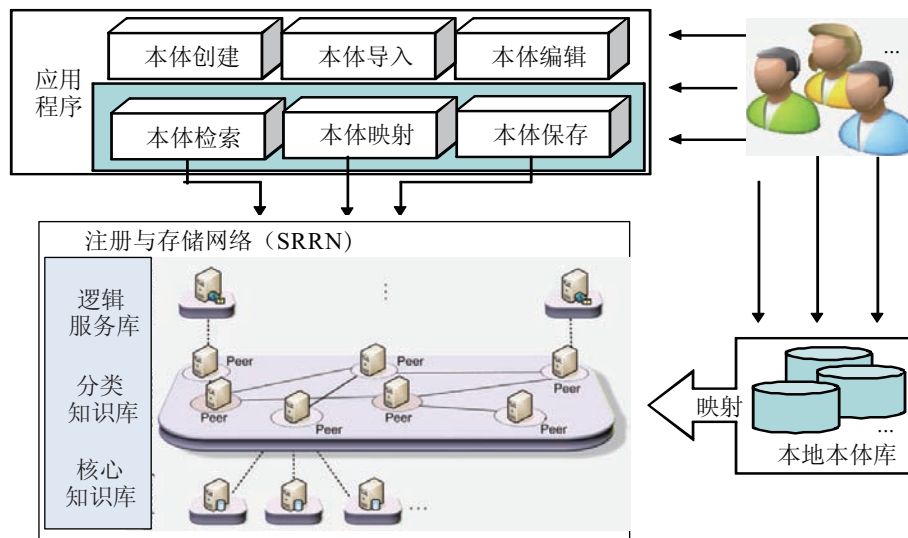 本体创建
本体导入
本体编辑
...
应用
程序
本体检索
本体映射
本体保存
注册与存储网络（SRRN）
逻辑
服务库
Peer
Peer
Peer
分类
知识库
Peer
Peer
Peer
Peer
映射
...
本地本体库
核心
知识库
...